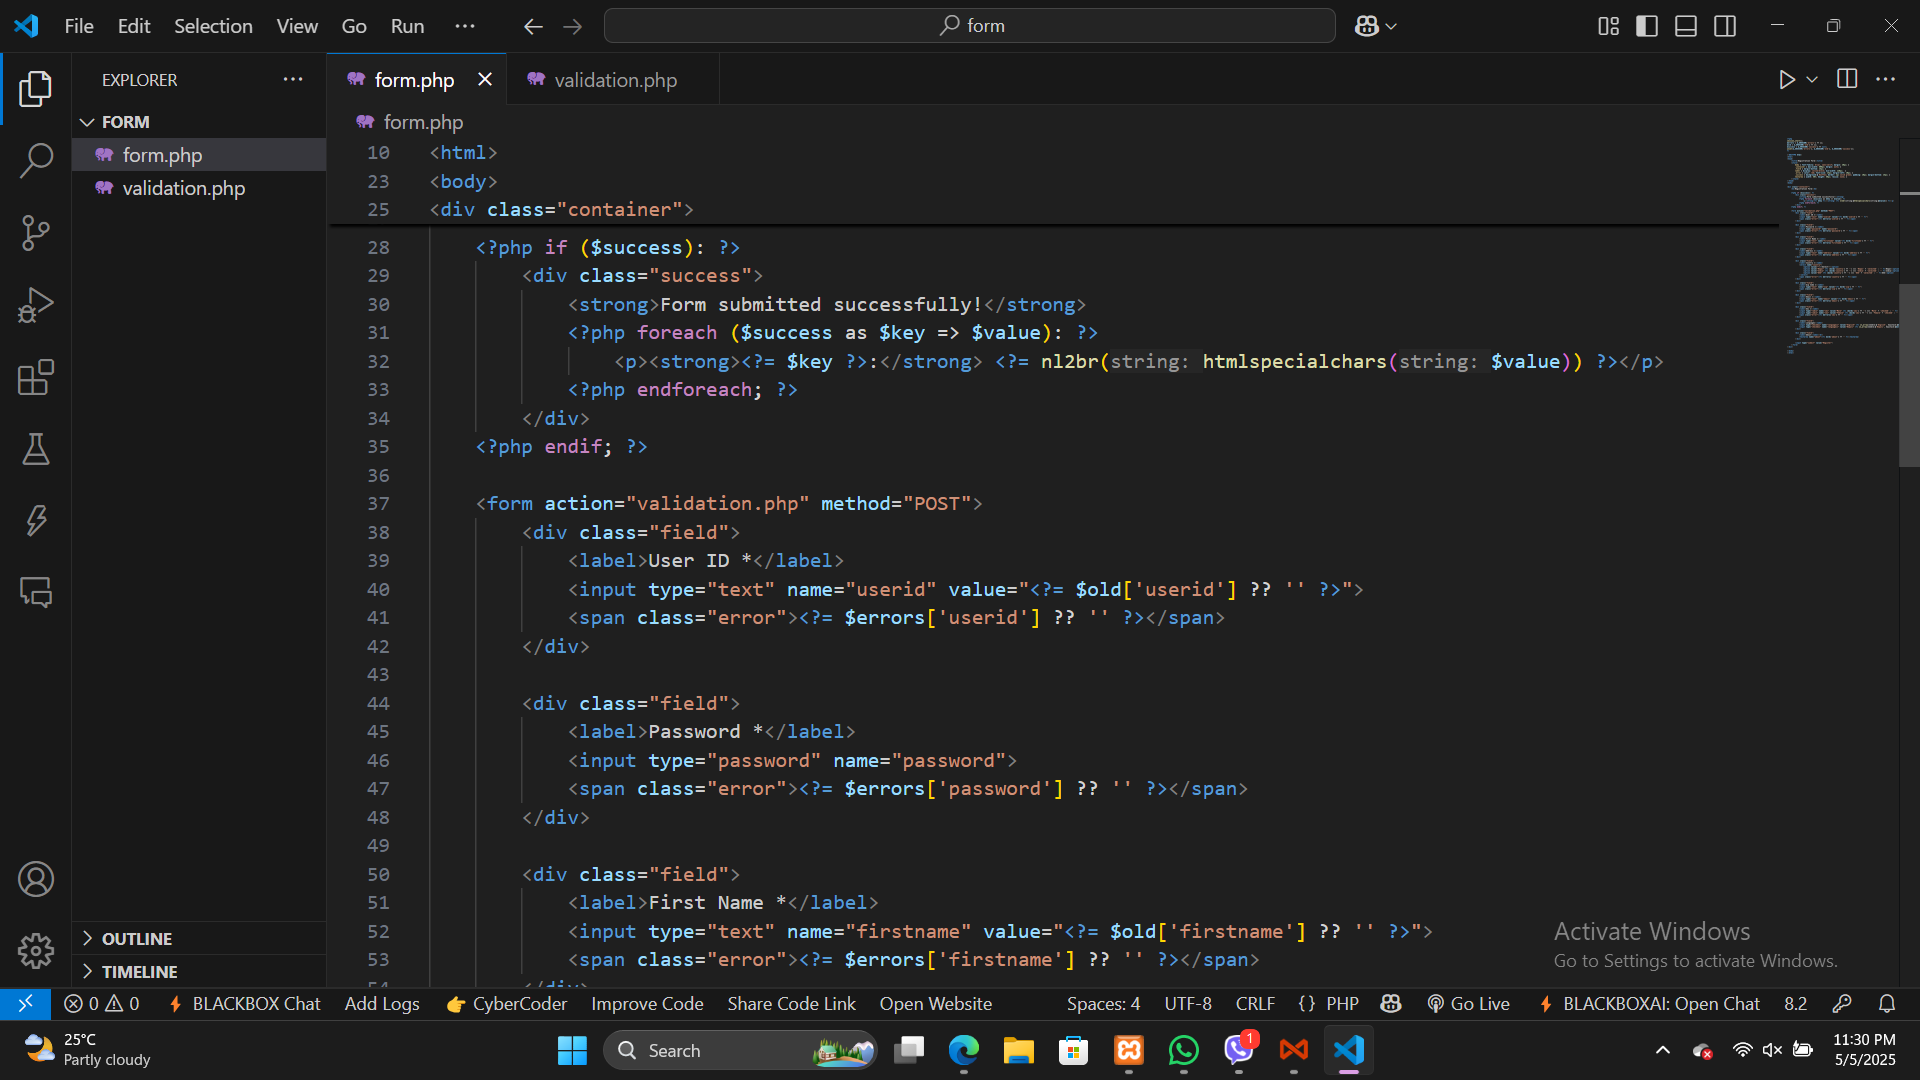 File Edit Selection View Go Run ··· form
EXPLORER ··· form.php validation.php
FORM
form.php
validation.php
form.php
10 <html>
23 <body>
25 <div class="container">
28 <?php if ($success): ?>
29 <div class="success">
30 <strong>Form submitted successfully!</strong>
31 <?php foreach ($success as $key => $value): ?>
32 <p><strong><?= $key ?>:</strong> <?= nl2br(string: htmlspecialchars(string: $value)) ?></p>
33 <?php endforeach; ?>
34 </div>
35 <?php endif; ?>
36
37 <form action="validation.php" method="POST">
38 <div class="field">
39 <label>User ID *</label>
40 <input type="text" name="userid" value="<?= $old['userid'] ?? '' ?>">
41 <span class="error"><?= $errors['userid'] ?? '' ?></span>
42 </div>
43
44 <div class="field">
45 <label>Password *</label>
46 <input type="password" name="password">
47 <span class="error"><?= $errors['password'] ?? '' ?></span>
48 </div>
49
50 <div class="field">
51 <label>First Name *</label>
52 <input type="text" name="firstname" value="<?= $old['firstname'] ?? '' ?>">
53 <span class="error"><?= $errors['firstname'] ?? '' ?></span>
54 </div>
Activate Windows
Go to Settings to activate Windows.
OUTLINE
TIMELINE
0 0 BLACKBOX Chat Add Logs 👉 CyberCoder Improve Code Share Code Link Open Website Spaces: 4 UTF-8 CRLF {} PHP Go Live BLACKBOXAI: Open Chat 8.2
25°C
Partly cloudy
Search
1
11:30 PM
5/5/2025